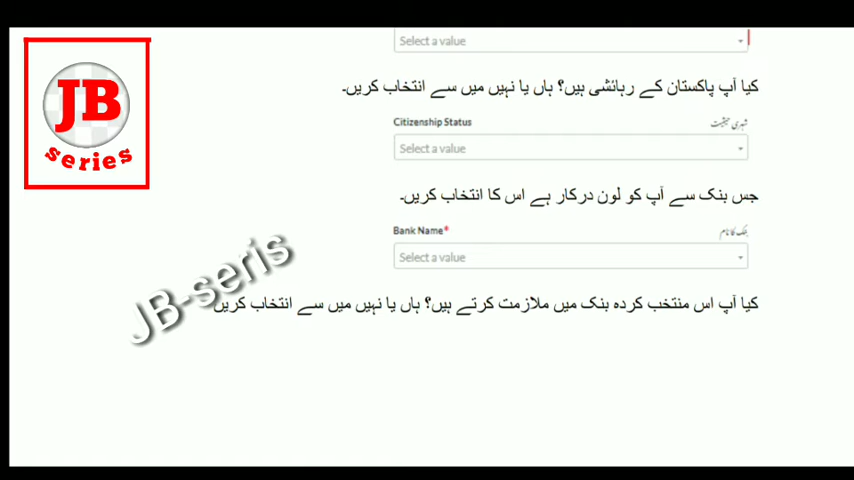 Select a value
JB
series
کیا آپ پاکستان کے رہائشی ہیں؟ ہاں یا نہیں میں سے انتخاب کریں۔
Citizenship Status شہری حیثیت
Select a value
جس بنک سے آپ کو لون درکار ہے اس کا انتخاب کریں۔
Bank Name* بنک کا نام
Select a value
JB-seris
کیا آپ اس منتخب کردہ بنک میں ملازمت کرتے ہیں؟ ہاں یا نہیں میں سے انتخاب کریں